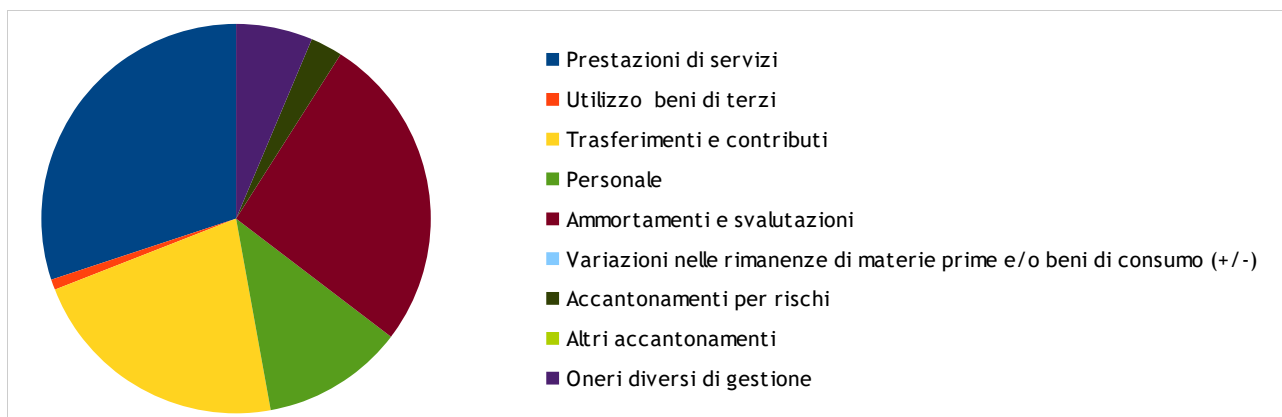 Prestazioni di servizi
Utilizzo beni di terzi
Trasferimenti e contributi
Personale
Ammortamenti e svalutazioni
Variazioni nelle rimanenze di materie prime e/o beni di consumo (+/-)
Accantonamenti per rischi
Altri accantonamenti
Oneri diversi di gestione